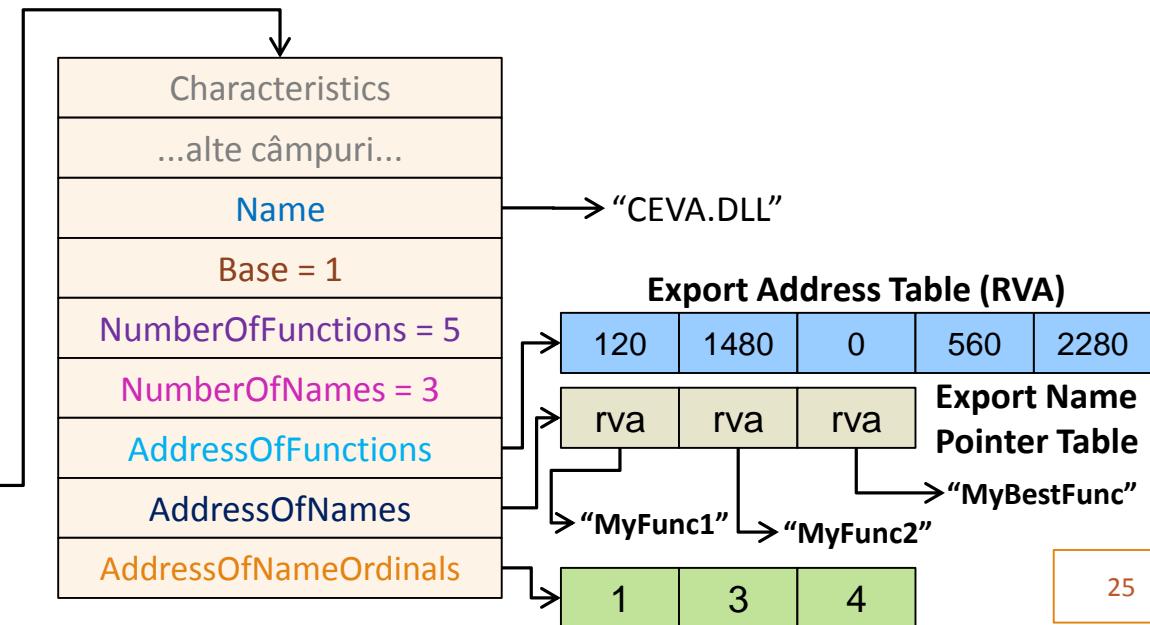 Characteristics
...alte câmpuri...
Name
“CEVA.DLL”
Base = 1
Export Address Table (RVA)
NumberOfFunctions = 5
120 1480 0 560 2280
NumberOfNames = 3
rva rva rva
Export Name
Pointer Table
AddressOfFunctions
AddressOfNames
“MyBestFunc”
“MyFunc1”
“MyFunc2”
AddressOfNameOrdinals
1 3 4
25